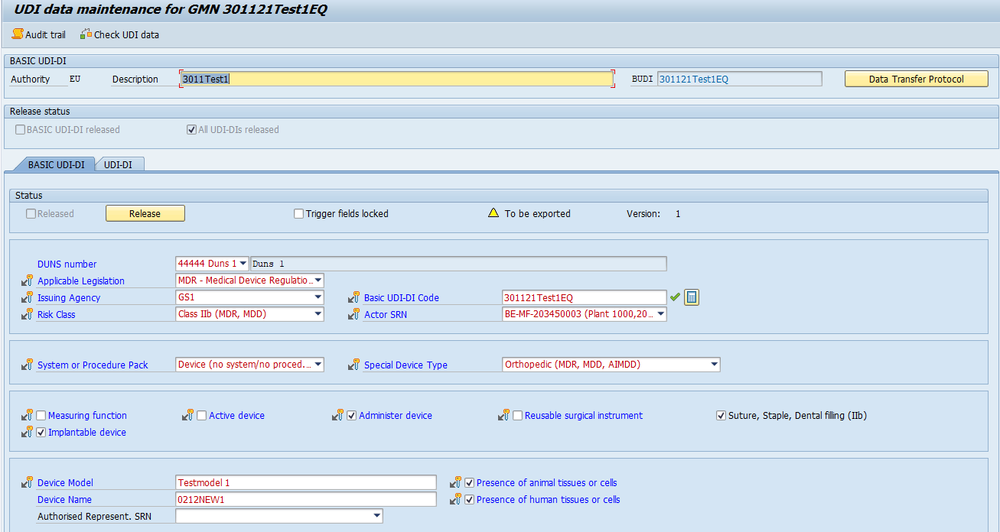 UDI data maintenance for GMN 301121Test1EQ
Audit trail Check UDI data
BASIC UDI-DI
Authority EU Description 3011Test1 BUDI 301121Test1EQ Data Transfer Protocol
Release status
BASIC UDI-DI released All UDI-DIs released
BASIC UDI-DI UDI-DI
Status
Released Release Trigger fields locked To be exported Version: 1
DUNS number 44444 Duns 1 Duns 1
Applicable Legislation MDR - Medical Device Regulatio...
Issuing Agency GS1 Basic UDI-DI Code 301121Test1EQ
Risk Class Class IIb (MDR, MDD) Actor SRN BE-MF-203450003 (Plant 1000,20...
System or Procedure Pack Device (no system/no proced... Special Device Type Orthopedic (MDR, MDD, AIMDD)
Measuring function Active device Administer device Reusable surgical instrument Suture, Staple, Dental filling (IIb)
Implantable device
Device Model Testmodel 1 Presence of animal tissues or cells
Device Name 0212NEW1 Presence of human tissues or cells
Authorised Represent. SRN